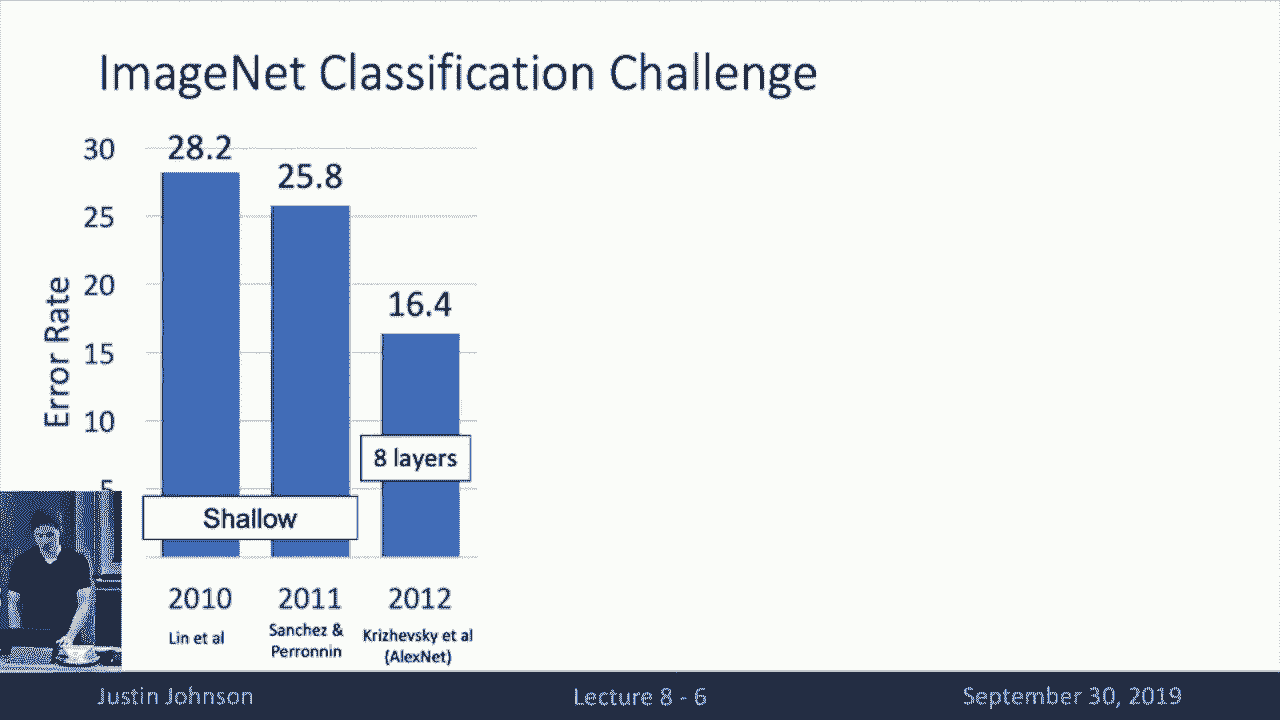 ImageNet Classification Challenge
30
28.2
25.8
25
20
16.4
15
10
Error Rate
8 layers
Shallow
2010
2011
2012
Lin et al
Sanchez &
Perronnin
Krizhevsky et al
(AlexNet)
Justin Johnson
Lecture 8 - 6
September 30, 2019